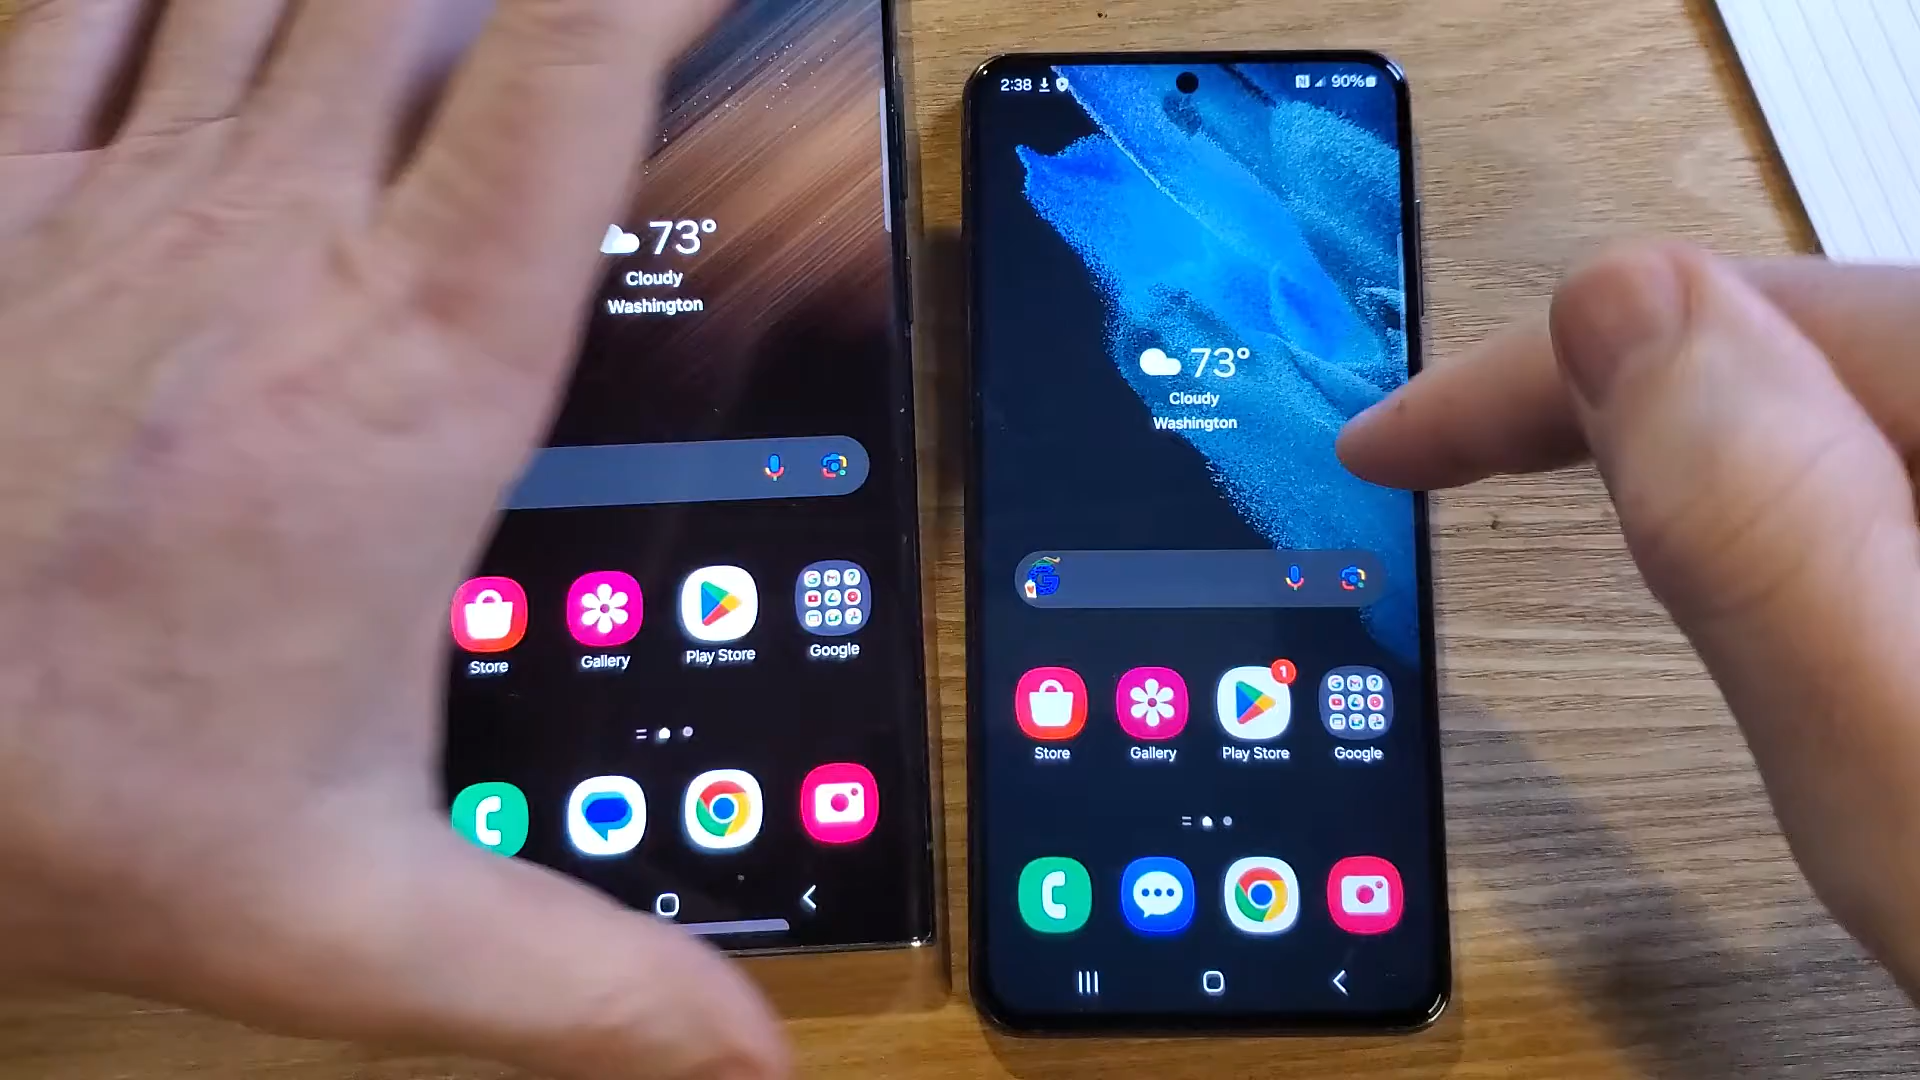 73°
Cloudy
Washington
Store
Gallery
Play Store
Google
2:38
90%
73°
Cloudy
Washington
1
Store
Gallery
Play Store
Google